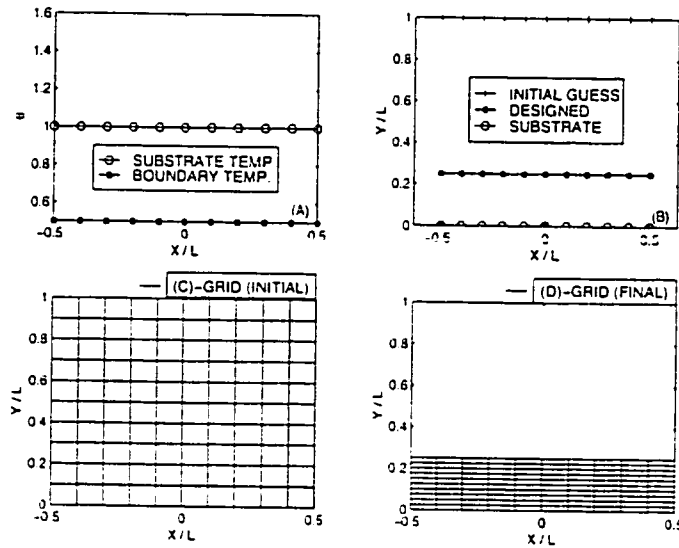 1.6
1.4
1.2
θ
1
0.8
0.6
SUBSTRATE TEMP
BOUNDARY TEMP.
(A)
-0.5
0
0.5
X / L
1
0.8
0.6
Y / L
0.4
0.2
0
INITIAL GUESS
DESIGNED
SUBSTRATE
(B)
-0.5
0
0.5
X / L
(C)-GRID (INITIAL)
1
0.8
0.6
Y / L
0.4
0.2
0
-0.5
0
0.5
X / L
(D)-GRID (FINAL)
1
0.8
0.6
Y / L
0.4
0.2
0
-0.5
0
0.5
X / L